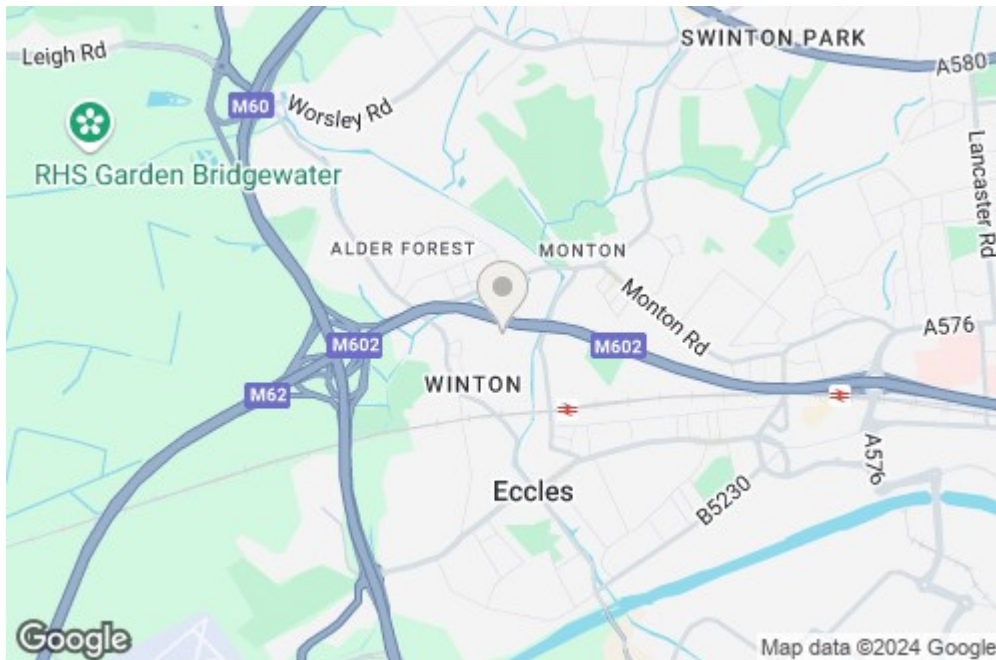 SWINTON PARK
Leigh Rd
A580
M60
Worsley Rd
Lancaster Rd
RHS Garden Bridgewater
ALDER FOREST
MONTON
Monton Rd
A576
M602
M602
WINTON
M62
A576
Eccles
B5230
Google
Map data ©2024 Google